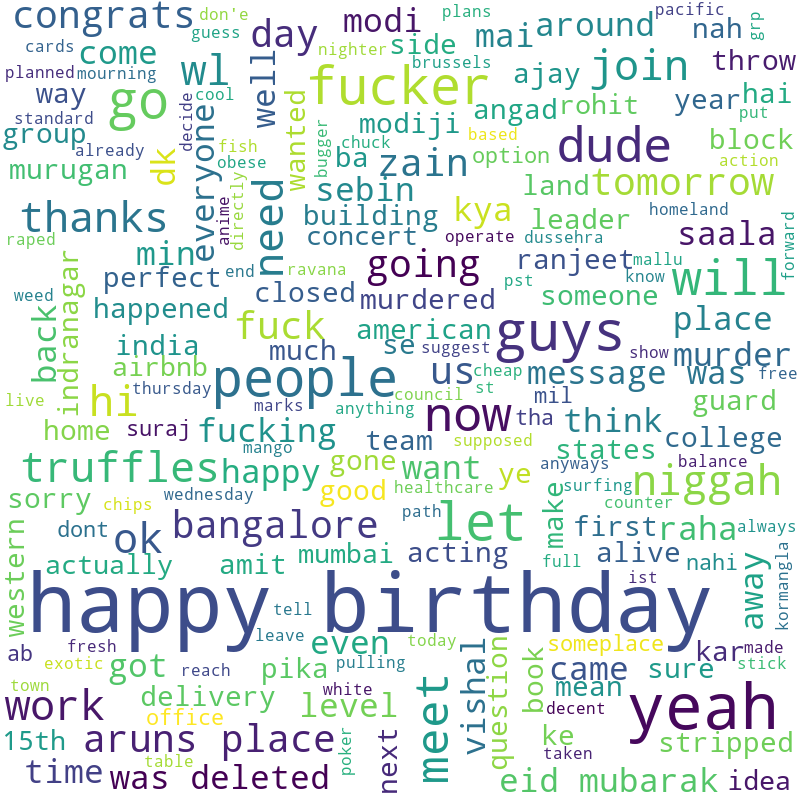 congrats
don'e
guess
day
modi
plans
pacific
cards
come
wl
nighter
side
mai
around
nah
grp
planned
mourning
cool
well
fucker
brussels
ajay
join
throw
way
go
decide
standard
group
already
everyone
wanted
bugger
chuck
modiji
angad
rohit
year
hai
put
murugan
dk
fish
obese
directly
anime
need
ba
zain
based
option
dude
block
action
thanks
sebin
land
tomorrow
building
kya
leader
homeland
raped
min
concert
operate
dussehra
saala
forward
perfect
end
ravana
going
ranjeet
mallu
weed
closed
pst
know
will
back
indranagar
happened
murdered
someone
india
fuck
american
guys
place
much
se
suggest
show
murder
airbnb
people
us
cheap
message was
free
live
hi
thursday
marks
council
st
mil
guard
home
suraj
fucking
anything
now
tha
think
college
truffles
happy
mango
team
supposed
states
balance
gone
want
ye
anyways
niggah
sorry
chips
wednesday
good
healthcare
surfing
western
dont
ok
bangalore
path
let
make
counter
first
raha
always
actually
amit
mumbai
acting
full
alive
nahi
away
kormangla
happy birthday
ist
tell
leave
even
today
someplace
ab
fresh
exotic
got
reach
pika
pulling
vishal
question
book
came
sure
kar
made
stick
town
work
delivery
white
level
meet
mean
decent
yeah
office
15th
aruns place
poker
next
ke
taken
stripped
table
time
was deleted
eid mubarak
idea